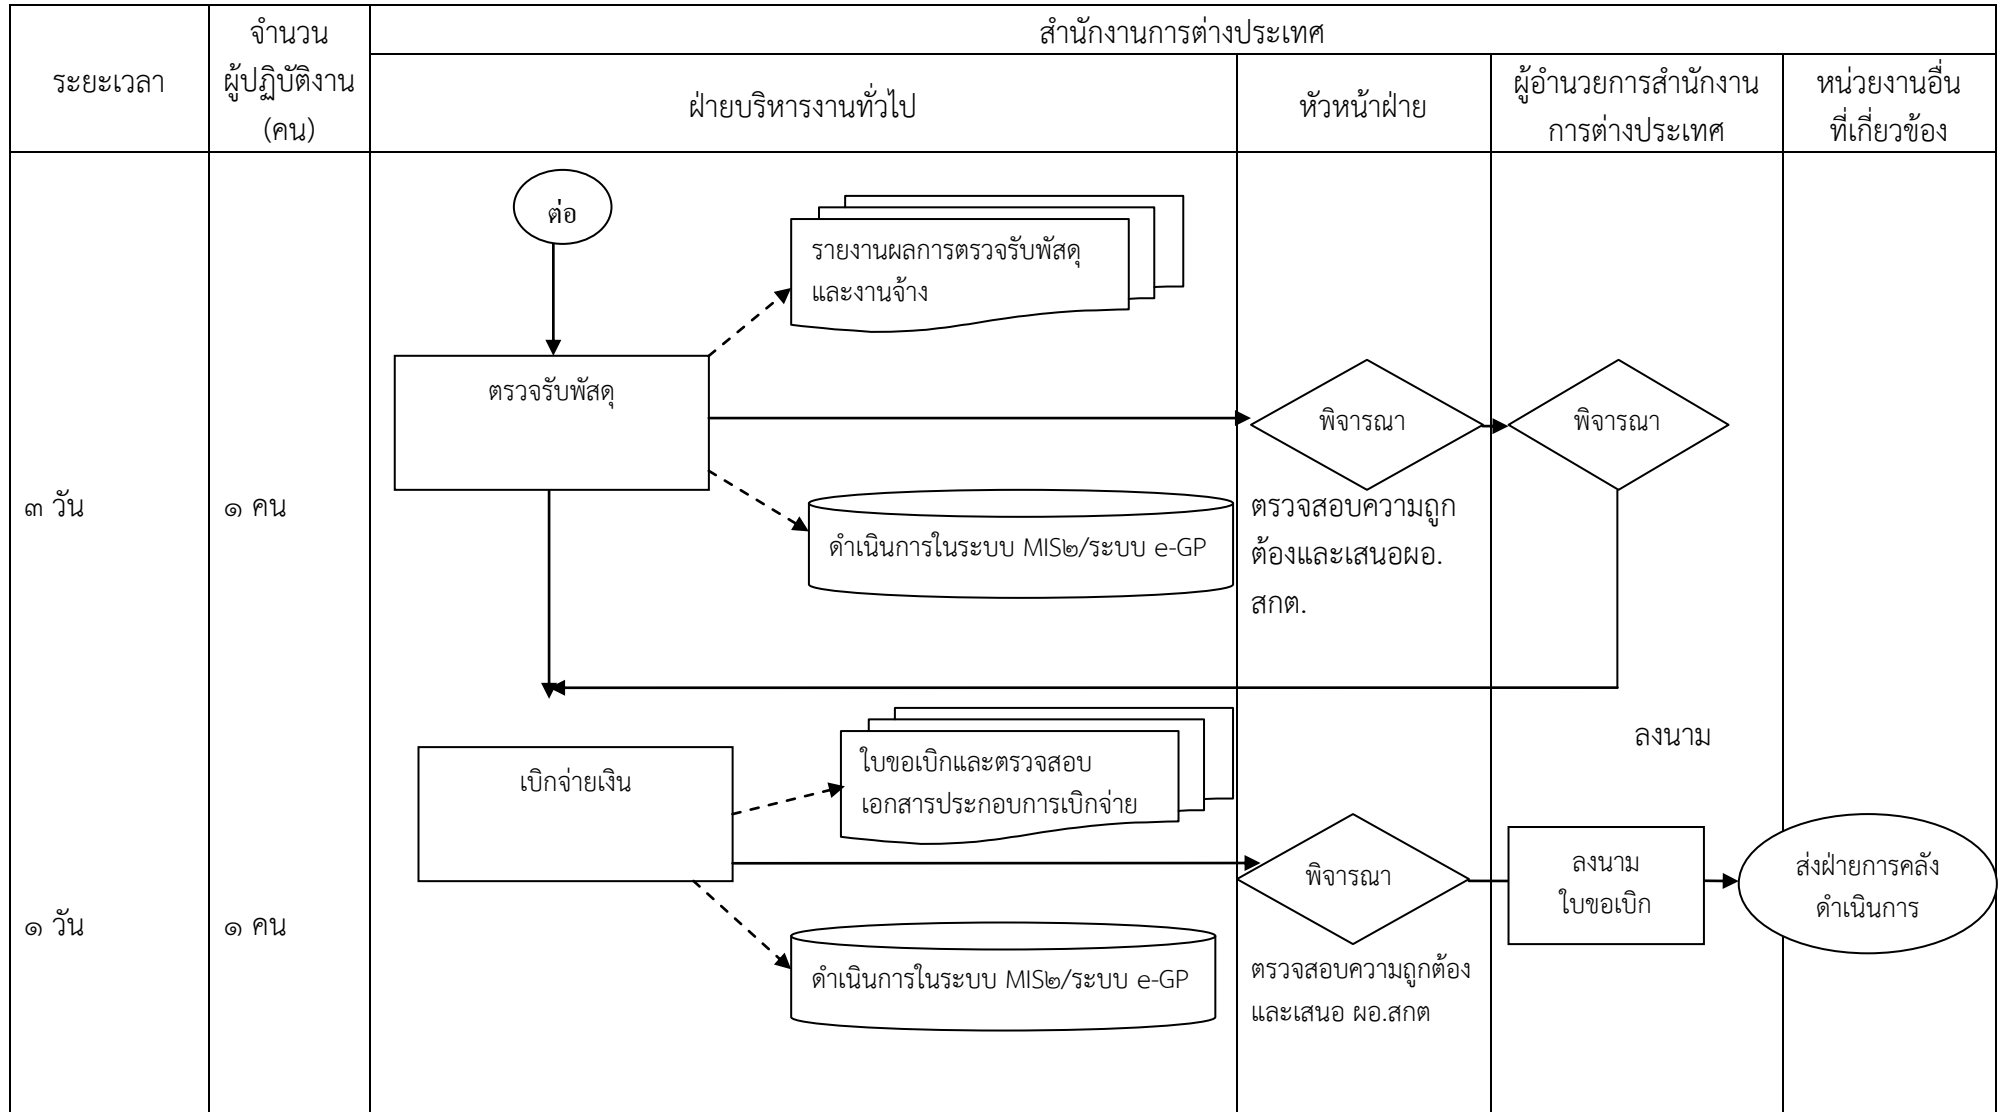 ระยะเวลา
จำนวน
ผู้ปฏิบัติงาน
(คน)
สำนักงานการต่างประเทศ
ฝ่ายบริหารงานทั่วไป
หัวหน้าฝ่าย
ผู้อำนวยการสำนักงาน
การต่างประเทศ
หน่วยงานอื่น
ที่เกี่ยวข้อง
ต่อ
รายงานผลการตรวจรับพัสดุ
และงานจ้าง
ตรวจรับพัสดุ
พิจารณา
พิจารณา
๓ วัน
๑ คน
ดำเนินการในระบบ MIS๒/ระบบ e-GP
ตรวจสอบความถูก
ต้องและเสนอผอ.
สกต.
ลงนาม
เบิกจ่ายเงิน
ใบขอเบิกและตรวจสอบ
เอกสารประกอบการเบิกจ่าย
พิจารณา
ลงนาม
ใบขอเบิก
ส่งฝ่ายการคลัง
ดำเนินการ
๑ วัน
๑ คน
ดำเนินการในระบบ MIS๒/ระบบ e-GP
ตรวจสอบความถูกต้อง
และเสนอ ผอ.สกต